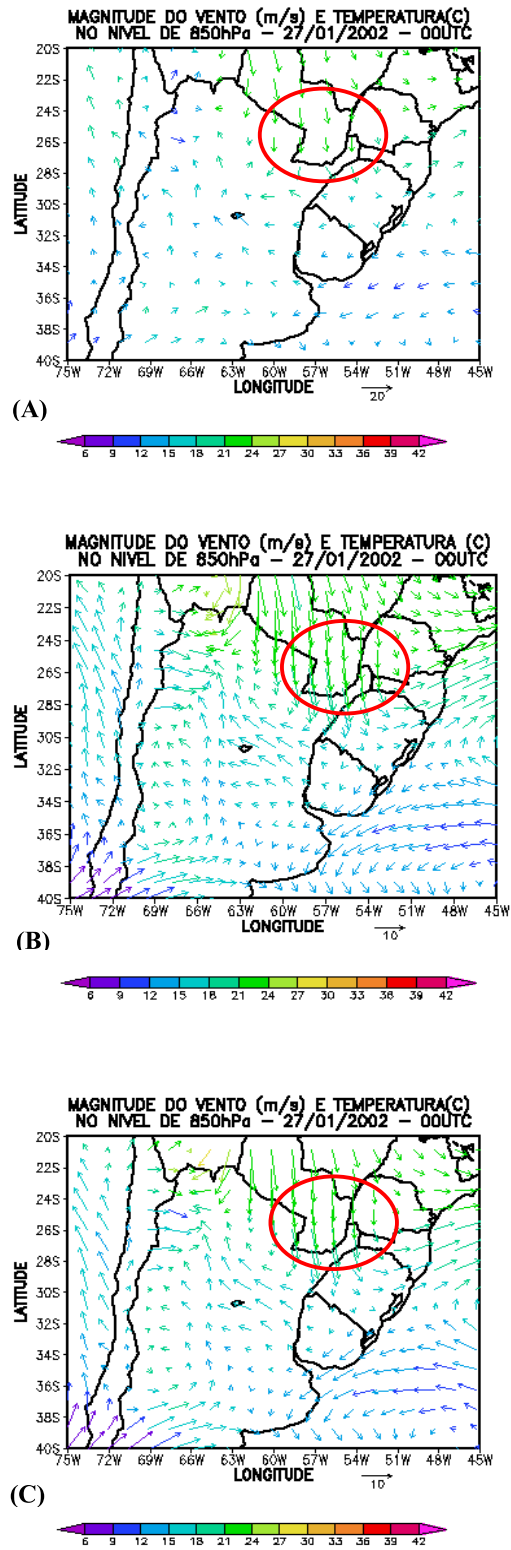 MAGNITUDE DO VENTO (m/s) E TEMPERATURA(C)
NO NIVEL DE 850hPa – 27/01/2002 – 00UTC
20S
22S
24S
26S
28S
30S
32S
34S
36S
38S
40S
LATITUDE
75W 72W 69W 66W 63W 60W 57W 54W 51W 48W 45W
LONGITUDE
20
(A)
6 9 12 15 18 21 24 27 30 33 36 39 42
MAGNITUDE DO VENTO (m/s) E TEMPERATURA (C)
NO NIVEL DE 850hPa – 27/01/2002 – 00UTC
20S
22S
24S
26S
28S
30S
32S
34S
36S
38S
40S
LATITUDE
75W 72W 69W 66W 63W 60W 57W 54W 51W 48W 45W
LONGITUDE
10
(B)
6 9 12 15 18 21 24 27 30 33 38 39 42
MAGNITUDE DO VENTO (m/s) E TEMPERATURA(C)
NO NIVEL DE 850hPa – 27/01/2002 – 00UTC
20S
22S
24S
26S
28S
30S
32S
34S
36S
38S
40S
LATITUDE
75W 72W 69W 66W 63W 60W 57W 54W 51W 48W 45W
LONGITUDE
10
(C)
6 9 12 15 18 21 24 27 30 33 36 39 42